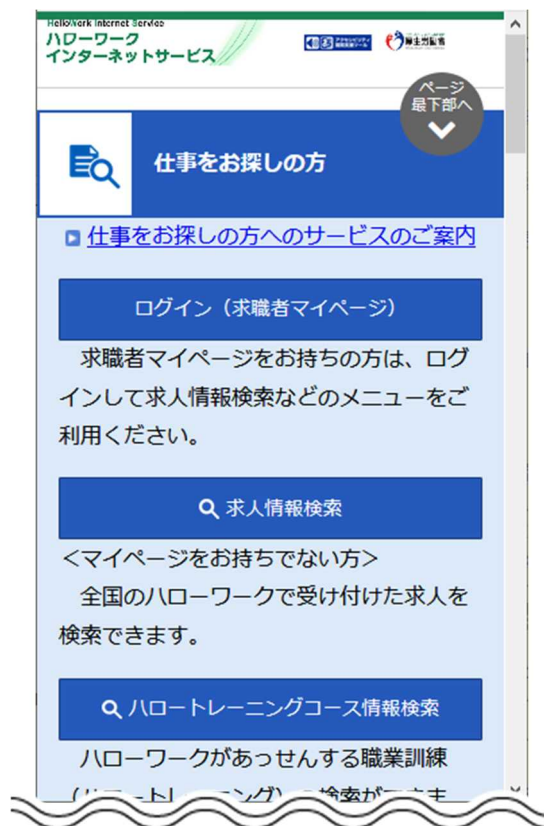 HelloWork Internet Service
ハローワーク
インターネットサービス
厚生労働省
ページ
最下部へ
仕事をお探しの方
仕事をお探しの方へのサービスのご案内
ログイン（求職者マイページ）
求職者マイページをお持ちの方は、ログ
インして求人情報検索などのメニューをご
利用ください。
求人情報検索
＜マイページをお持ちでない方＞
全国のハローワークで受け付けた求人を
検索できます。
ハロートレーニングコース情報検索
ハローワークがあっせんする職業訓練